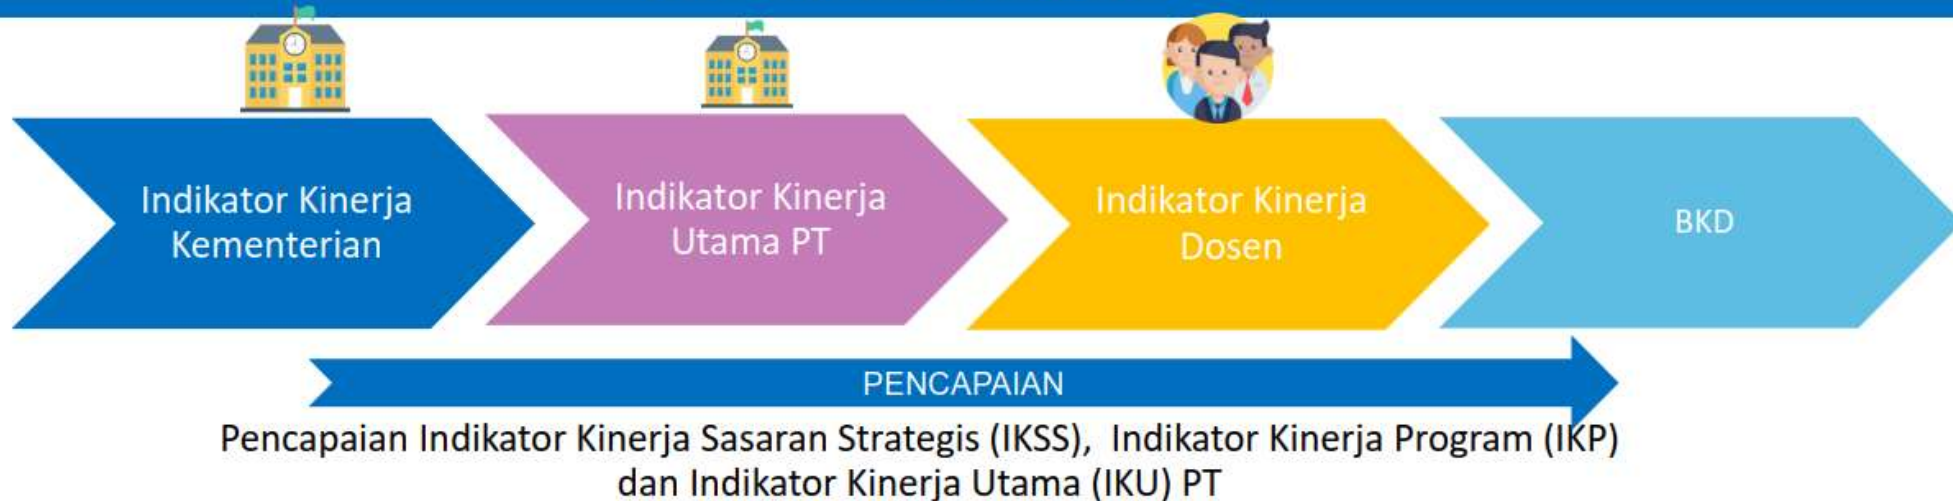 Indikator Kinerja
Kementerian
Indikator Kinerja
Utama PT
Indikator Kinerja
Dosen
BKD
PENCAPAIAN
Pencapaian Indikator Kinerja Sasaran Strategis (IKSS), Indikator Kinerja Program (IKP)
dan Indikator Kinerja Utama (IKU) PT